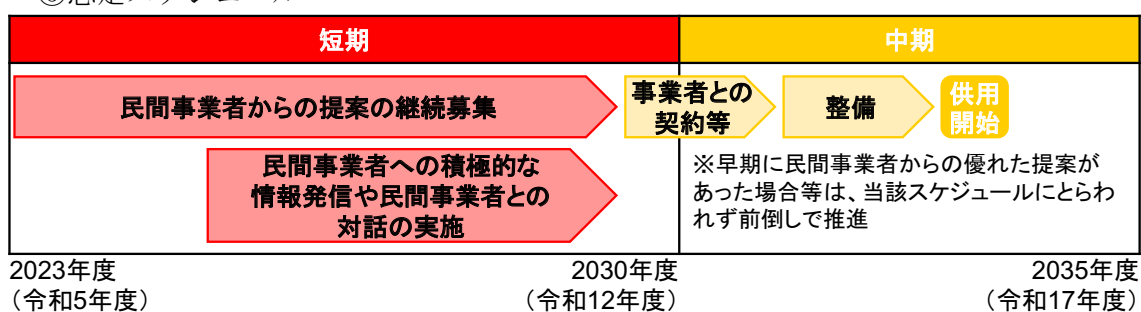 短期
中期
民間事業者からの提案の継続募集
事業者との
契約等
整備
供用
開始
民間事業者への積極的な
情報発信や民間事業者との
対話の実施
※早期に民間事業者からの優れた提案が
あった場合等は、当該スケジュールにとらわ
れず前倒しで推進
2023年度
（令和5年度）
2030年度
（令和12年度）
2035年度
（令和17年度）